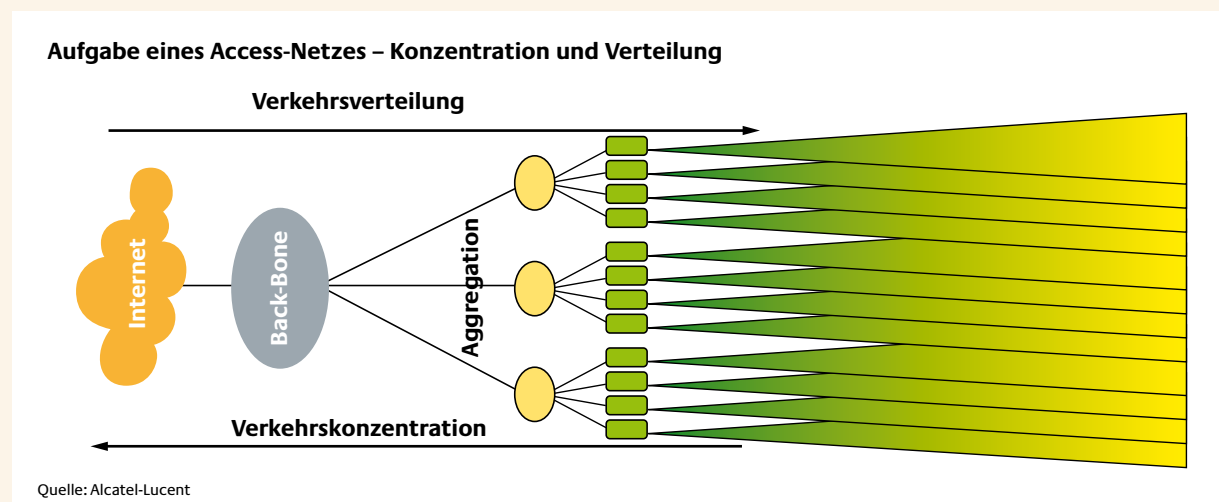 Aufgabe eines Access-Netzes – Konzentration und Verteilung
Verkehrsverteilung
Internet
Back-Bone
Aggregation
Verkehrskonzentration
Quelle: Alcatel-Lucent